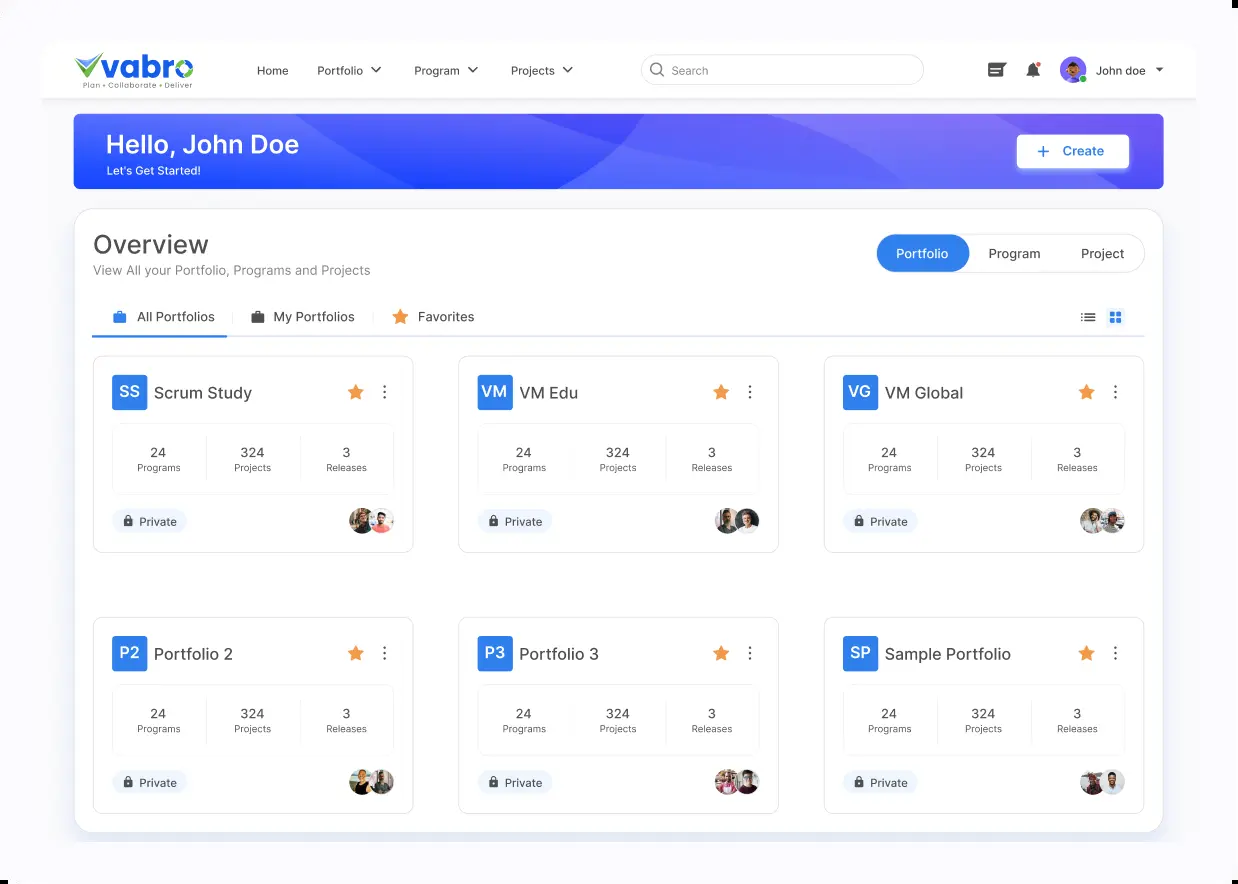 vabro
Plan • Collaborate • Deliver
Home
Portfolio
Program
Projects
Search
John doe
Hello, John Doe
Let's Get Started!
+ Create
Overview
View All your Portfolio, Programs and Projects
Portfolio
Program
Project
All Portfolios
My Portfolios
Favorites
SS Scrum Study
24 324 3
Programs Projects Releases
Private
VM VM Edu
24 324 3
Programs Projects Releases
Private
VG VM Global
24 324 3
Programs Projects Releases
Private
P2 Portfolio 2
24 324 3
Programs Projects Releases
Private
P3 Portfolio 3
24 324 3
Programs Projects Releases
Private
SP Sample Portfolio
24 324 3
Programs Projects Releases
Private